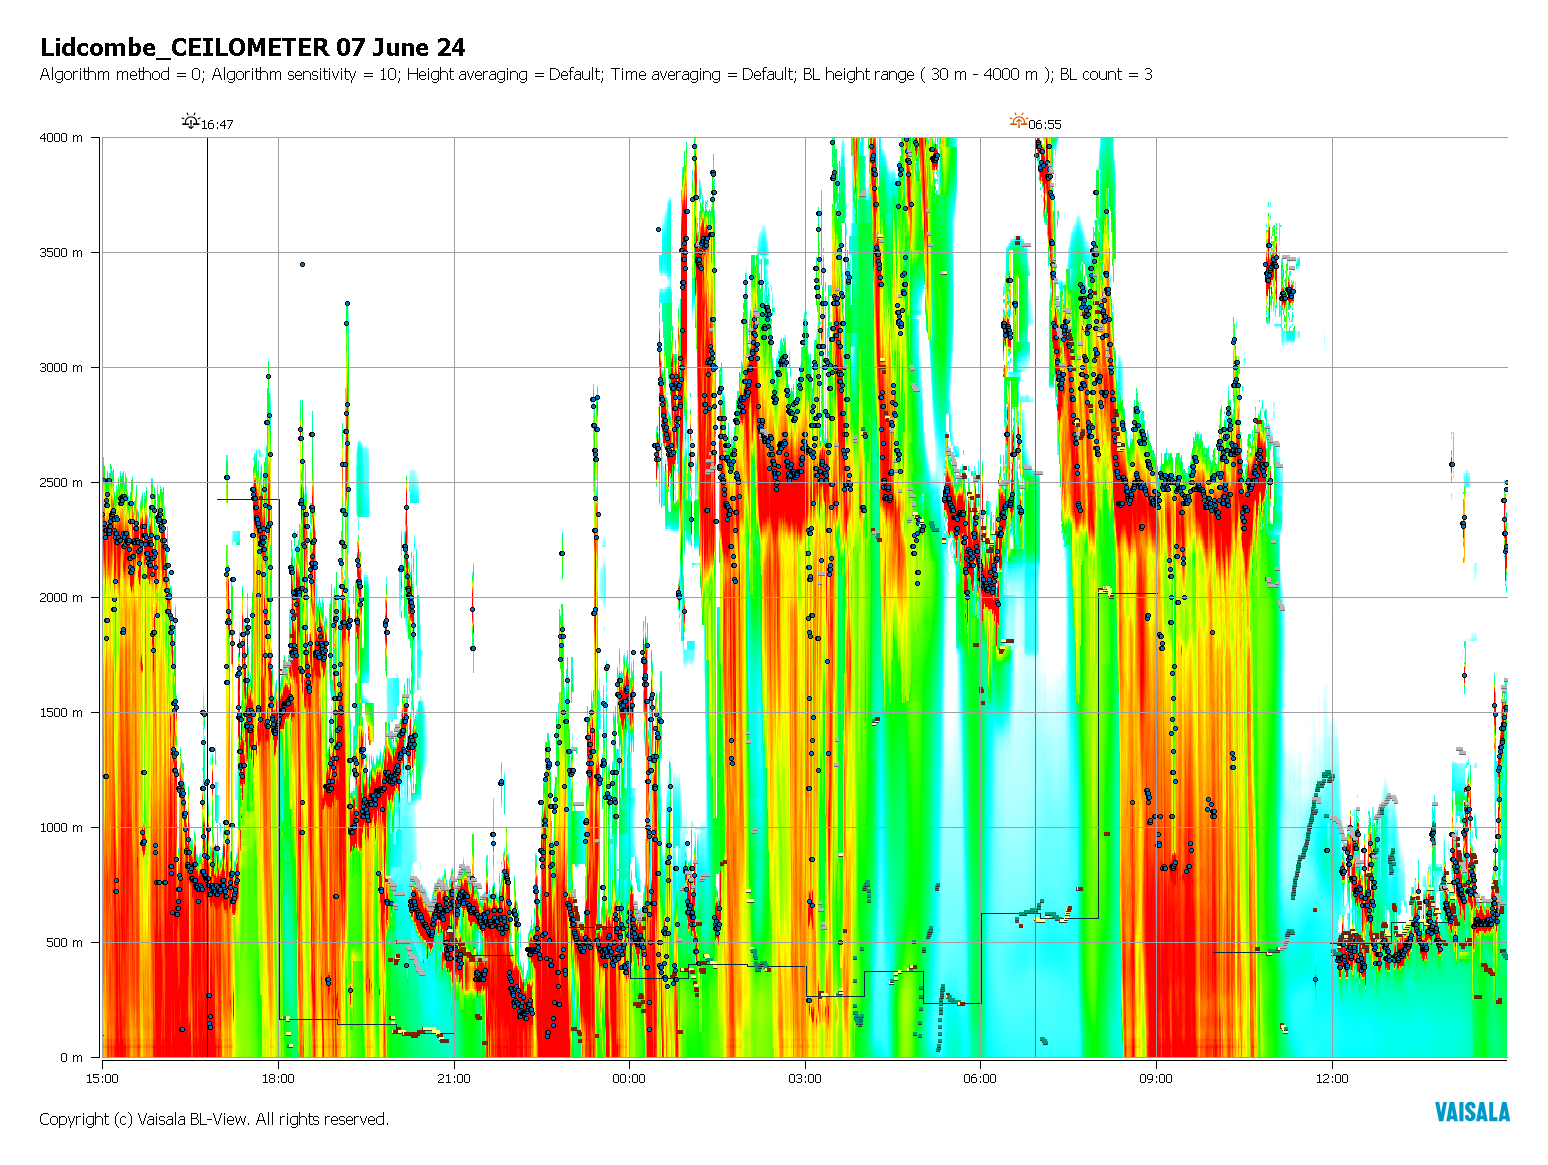 Lidcombe_CEILOMETER 07 June 24
Algorithm method = 0; Algorithm sensitivity = 10; Height averaging = Default; Time averaging = Default; BL height range ( 30 m - 4000 m ); BL count = 3
16:47
06:55
4000 m
3500 m
3000 m
2500 m
2000 m
1500 m
1000 m
500 m
0 m
15:00 18:00 21:00 00:00 03:00 06:00 09:00 12:00
Copyright (c) Vaisala BL-View. All rights reserved.
VAISALA